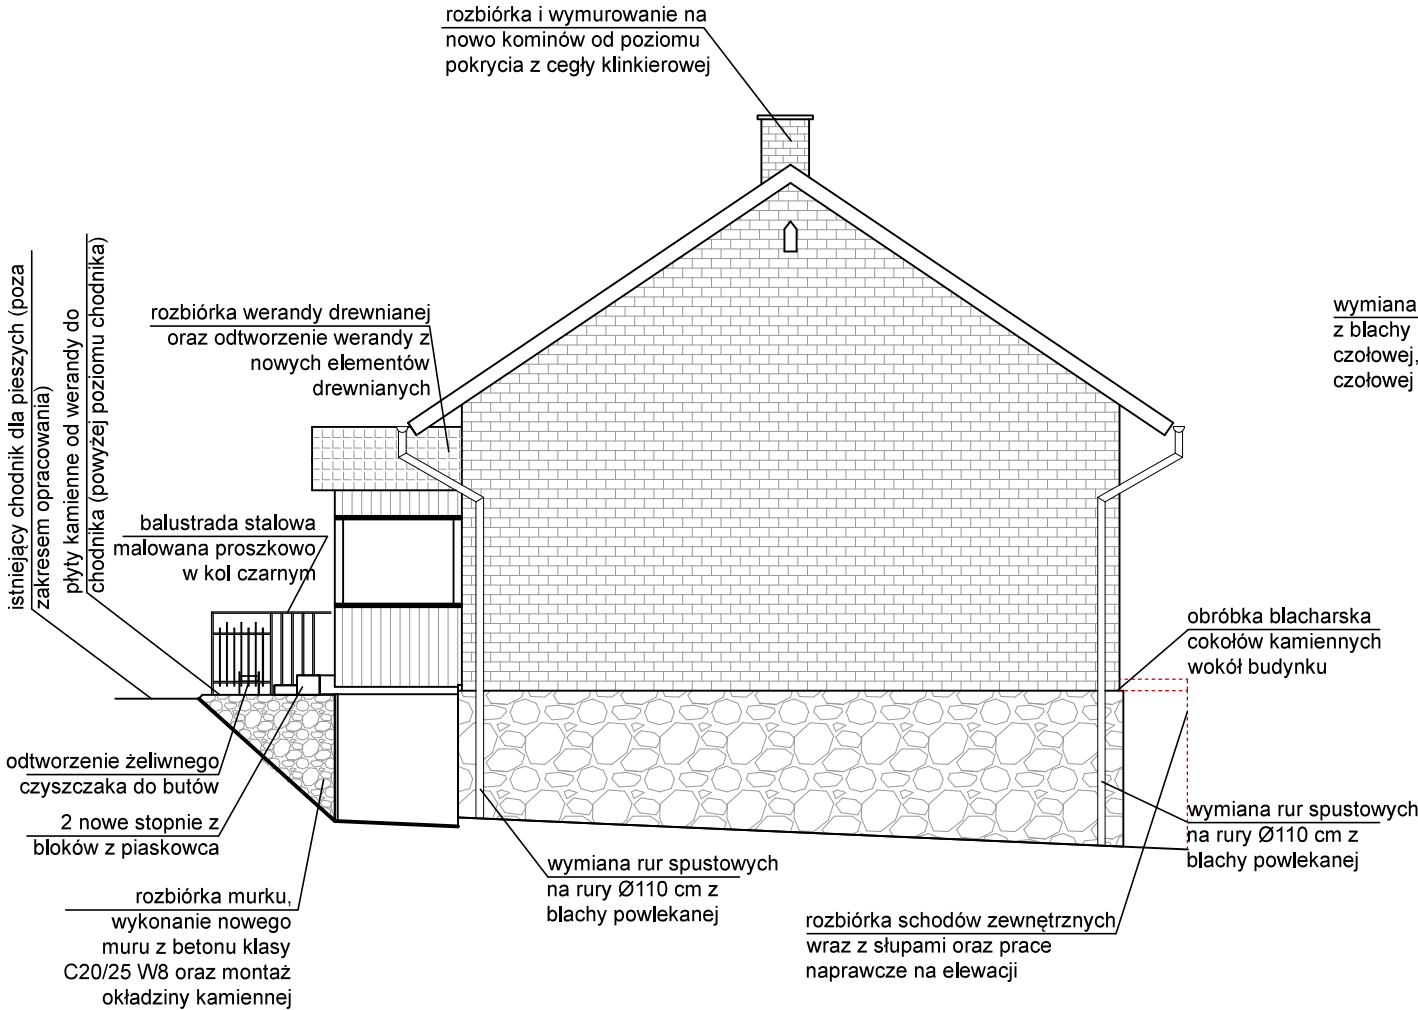 rozbiórka i wymurowanie na
nowo kominów od poziomu
pokrycia z cegły klinkierowej
istniejący chodnik dla pieszych (poza
zakresem opracowania)
płyty kamienne od werandy do
chodnika (powyżej poziomu chodnika)
rozbiórka werandy drewnianej
oraz odtworzenie werandy z
nowych elementów
drewnianych
wymiana
z blachy
czołowej,
czołowej
balustrada stalowa
malowana proszkowo
w kol czarnym
obróbka blacharska
cokołów kamiennych
wokół budynku
odtworzenie żeliwnego
czyszczaka do butów
2 nowe stopnie z
bloków z piaskowca
wymiana rur spustowych
na rury Ø110 cm z
blachy powlekanej
wymiana rur spustowych
na rury Ø110 cm z
blachy powlekanej
rozbiórka murku,
wykonanie nowego
muru z betonu klasy
C20/25 W8 oraz montaż
okładziny kamiennej
rozbiórka schodów zewnętrznych
wraz z słupami oraz prace
naprawcze na elewacji